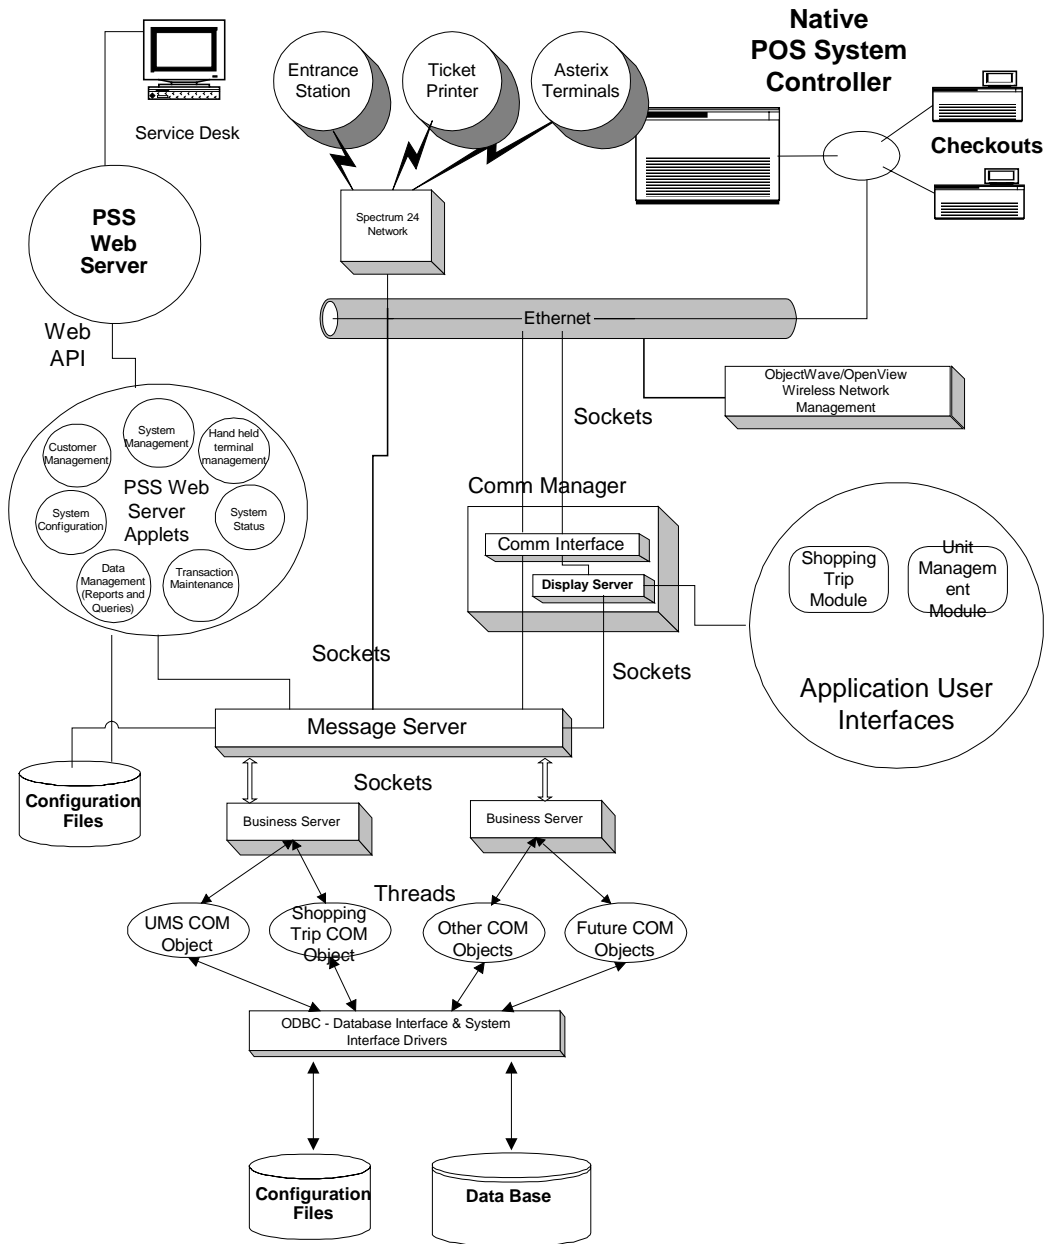 Native
POS System
Controller
Entrance
Station
Ticket
Printer
Asterix
Terminals
Service Desk
Checkouts
PSS
Web
Server
Spectrum 24
Network
Ethernet
Web
API
ObjectWave/OpenView
Wireless Network
Management
Sockets
System
Management
Hand held
terminal
management
Customer
Management
PSS Web
Server
Applets
System
Configuration
System
Status
Data
Management
(Reports and
Queries)
Transaction
Maintenance
Comm Manager
Comm Interface
Display Server
Shopping
Trip
Module
Unit
Managem
ent
Module
Sockets
Sockets
Application User
Interfaces
Message Server
Sockets
Configuration
Files
Business Server
Business Server
Threads
UMS COM
Object
Shopping
Trip COM
Object
Other COM
Objects
Future COM
Objects
ODBC - Database Interface & System
Interface Drivers
Configuration
Files
Data Base